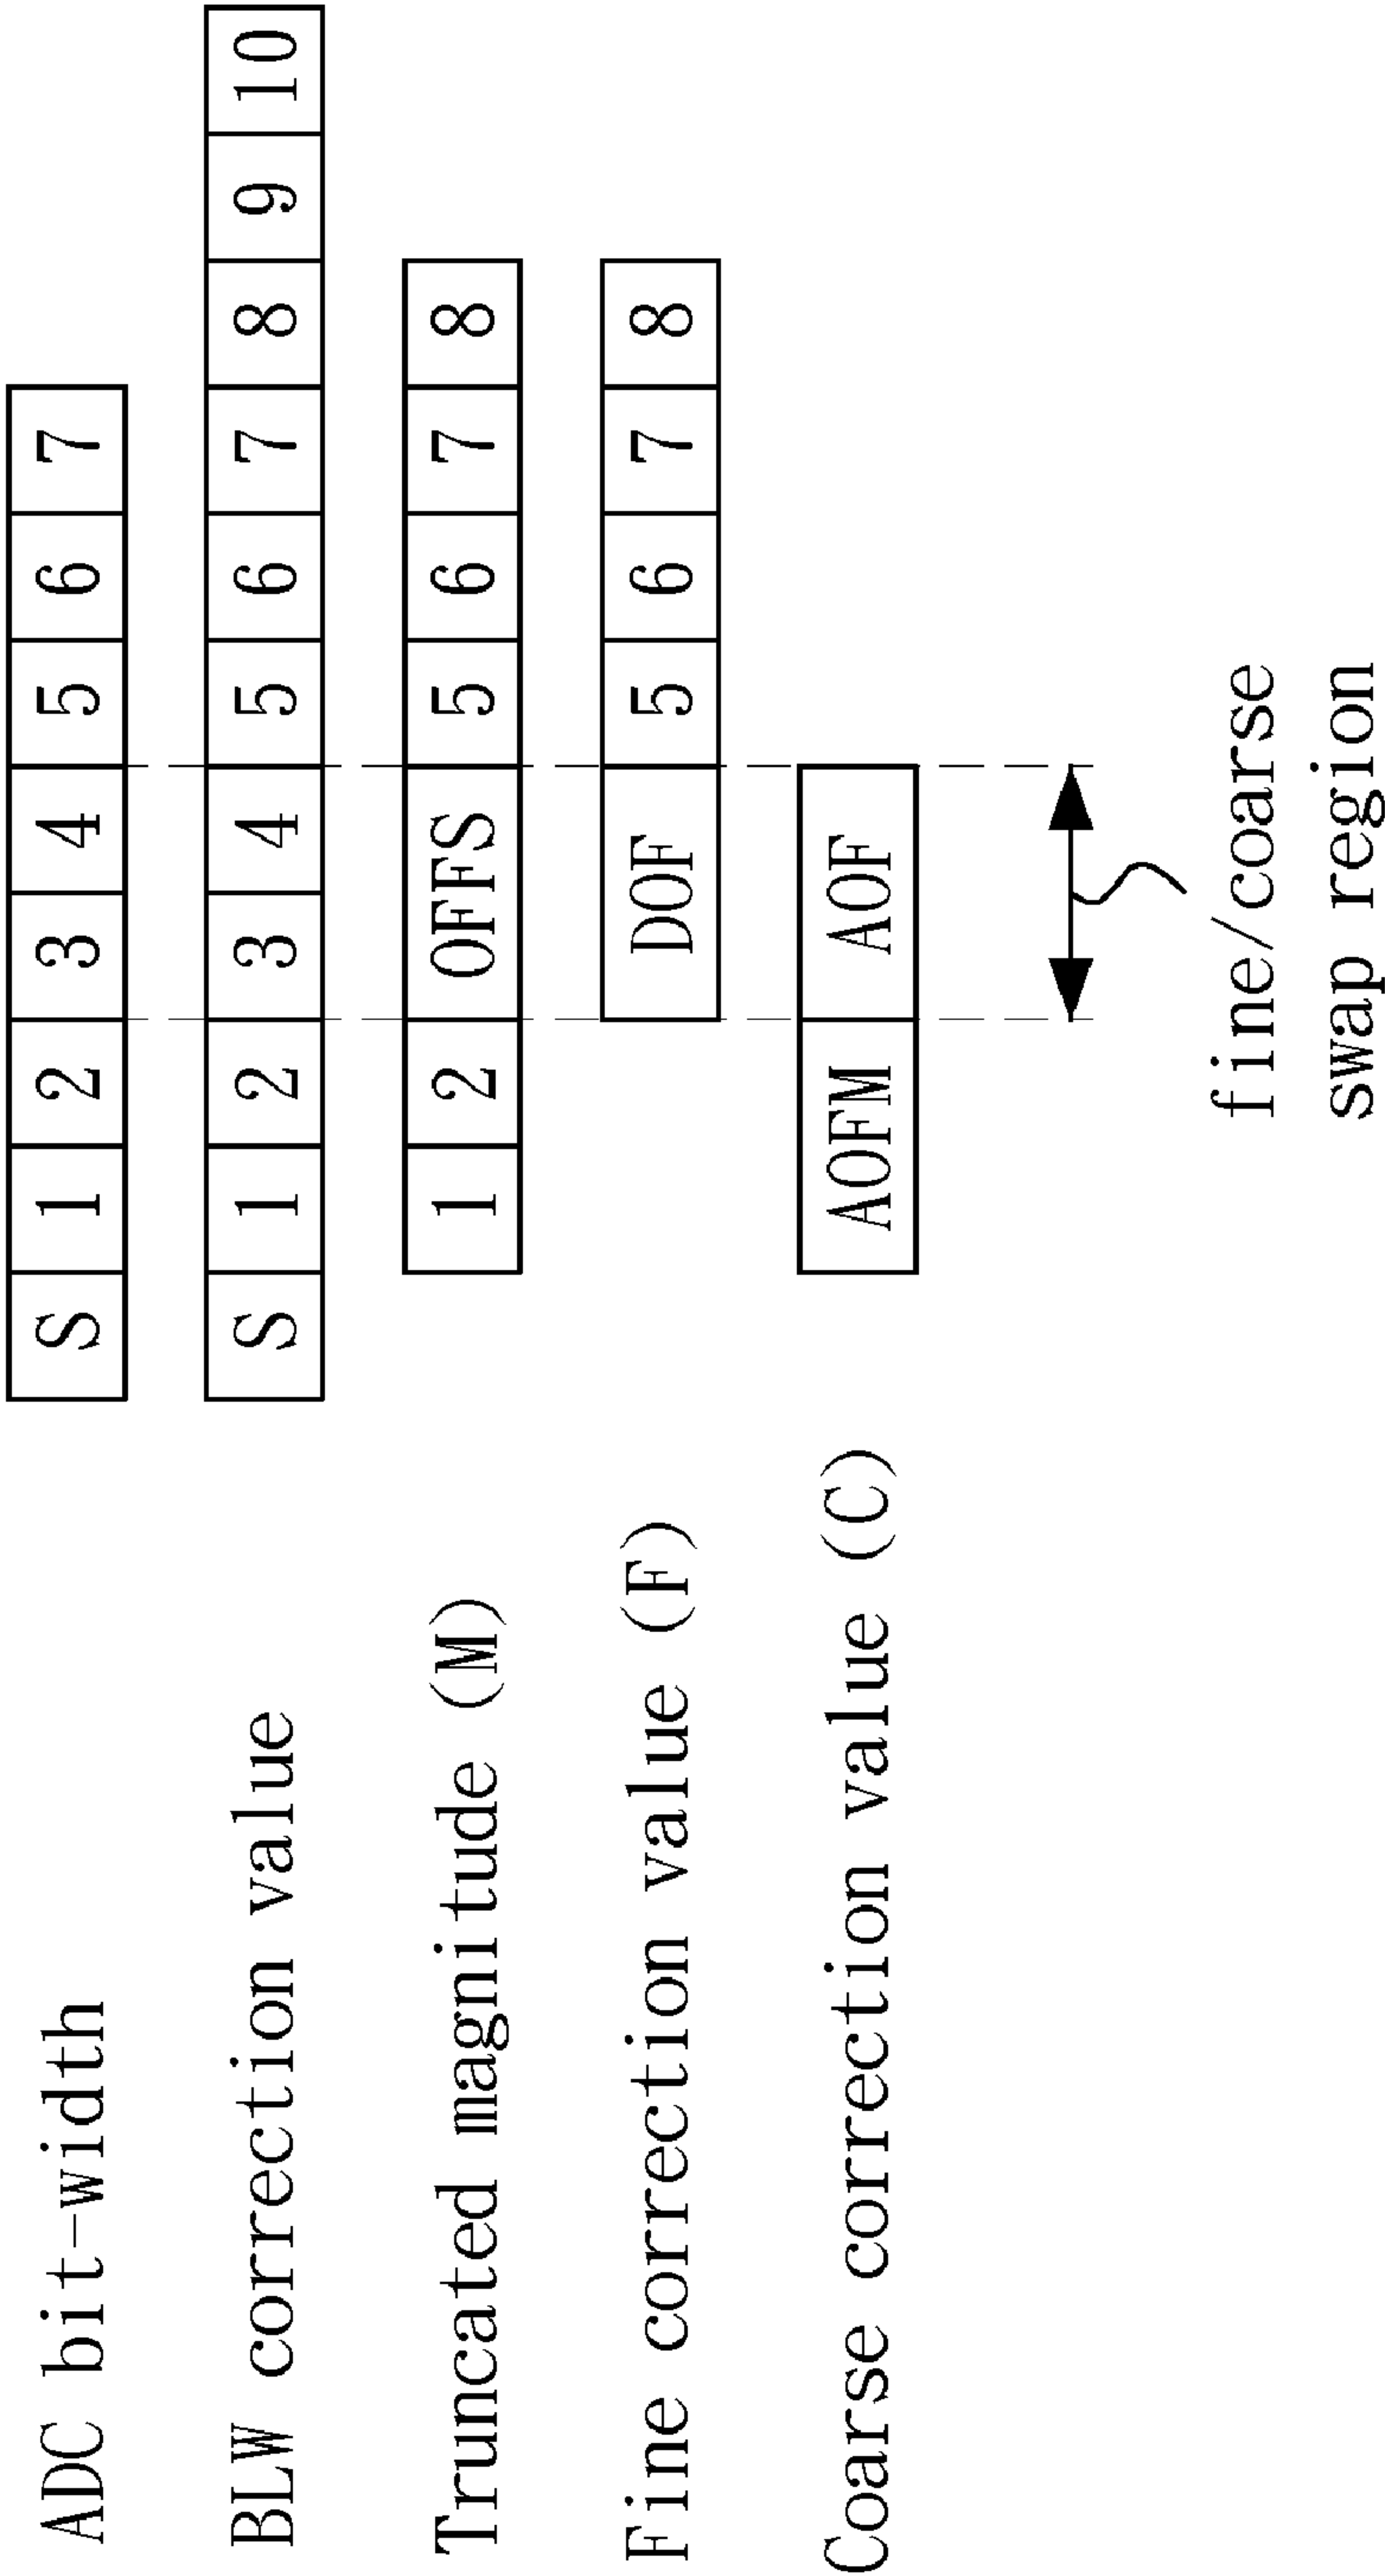 ADC bit-width S 1 2 3 4 5 6 7
BLW correction value S 1 2 3 4 5 6 7 8 9 10
Truncated magnitude (M) 1 2 OFFS 5 6 7 8
Fine correction value (F) DOF 5 6 7 8
Coarse correction value (C) AOFM AOF
fine/coarse
swap region